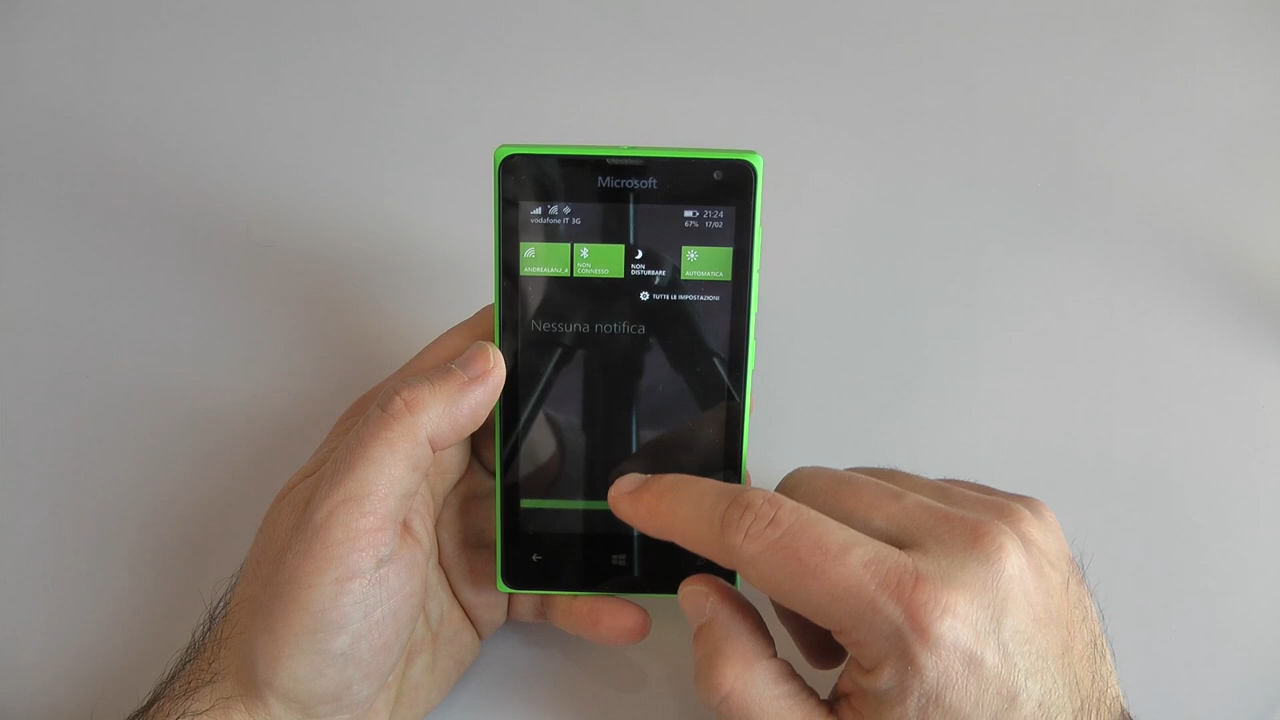 Microsoft
vodafone IT 3G
21:24
67% 17/02
ANDREALAN2_4
NON CONNESSO
NON DISTURBARE
AUTOMATICA
TUTTE LE IMPOSTAZIONI
Nessuna notifica